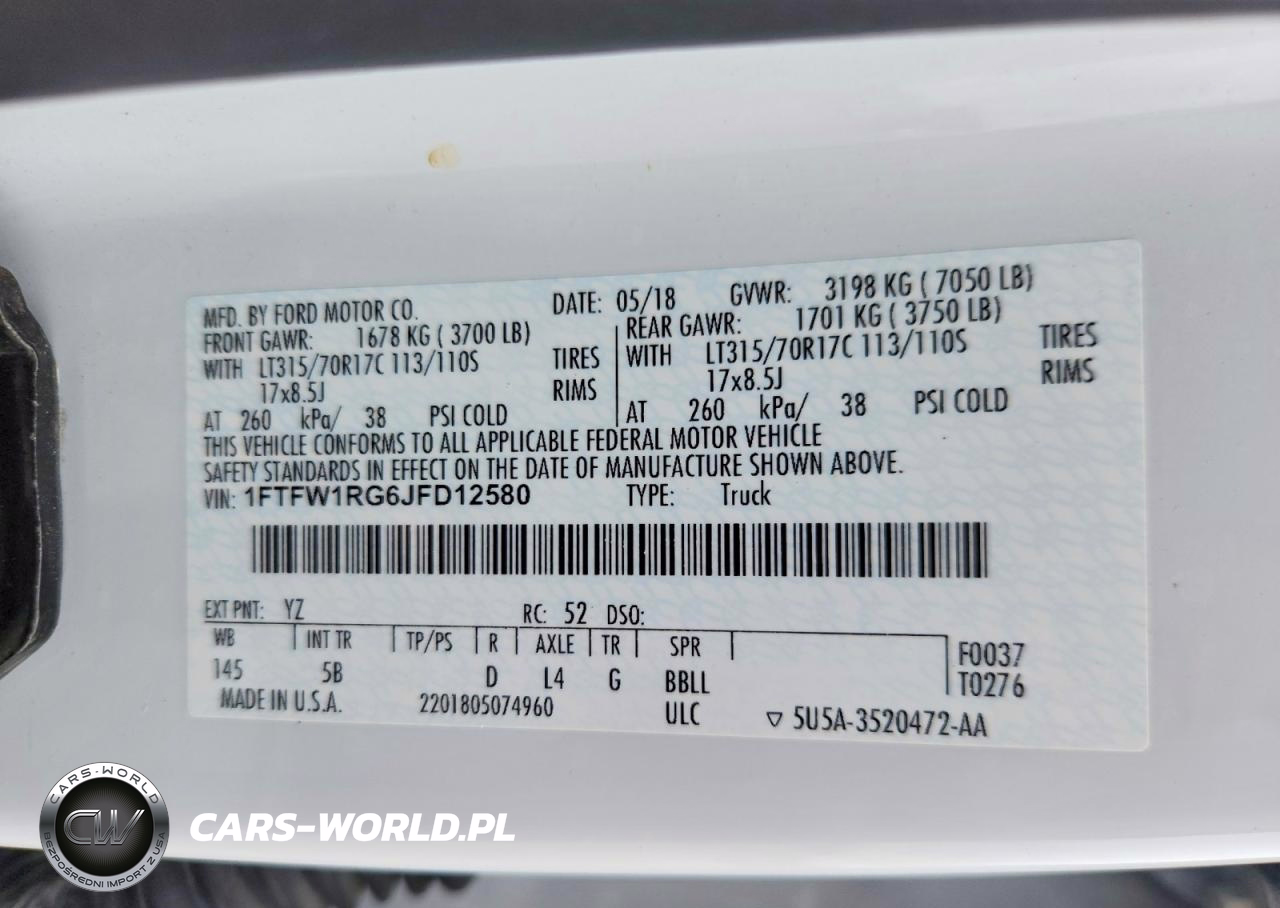 MFD. BY FORD MOTOR CO. DATE: 05/18 GVWR: 3198 KG ( 7050 LB)
FRONT GAWR: 1678 KG ( 3700 LB) REAR GAWR: 1701 KG ( 3750 LB)
WITH LT315/70R17C 113/110S TIRES WITH LT315/70R17C 113/110S TIRES
17x8.5J RIMS 17x8.5J RIMS
AT 260 kPa/ 38 PSI COLD AT 260 kPa/ 38 PSI COLD
THIS VEHICLE CONFORMS TO ALL APPLICABLE FEDERAL MOTOR VEHICLE
SAFETY STANDARDS IN EFFECT ON THE DATE OF MANUFACTURE SHOWN ABOVE.
VIN: 1FTFW1RG6JFD12580 TYPE: Truck
EXT PNT: YZ RC: 52 DSO:
WB INT TR TP/PS R AXLE TR SPR F0037
145 5B D L4 G BBLL T0276
MADE IN U.S.A. 2201805074960 ULC ▽ 5U5A-3520472-AA
CARS-WORLD
CW
BEZPOŚREDNI IMPORT Z USA
CARS-WORLD.PL